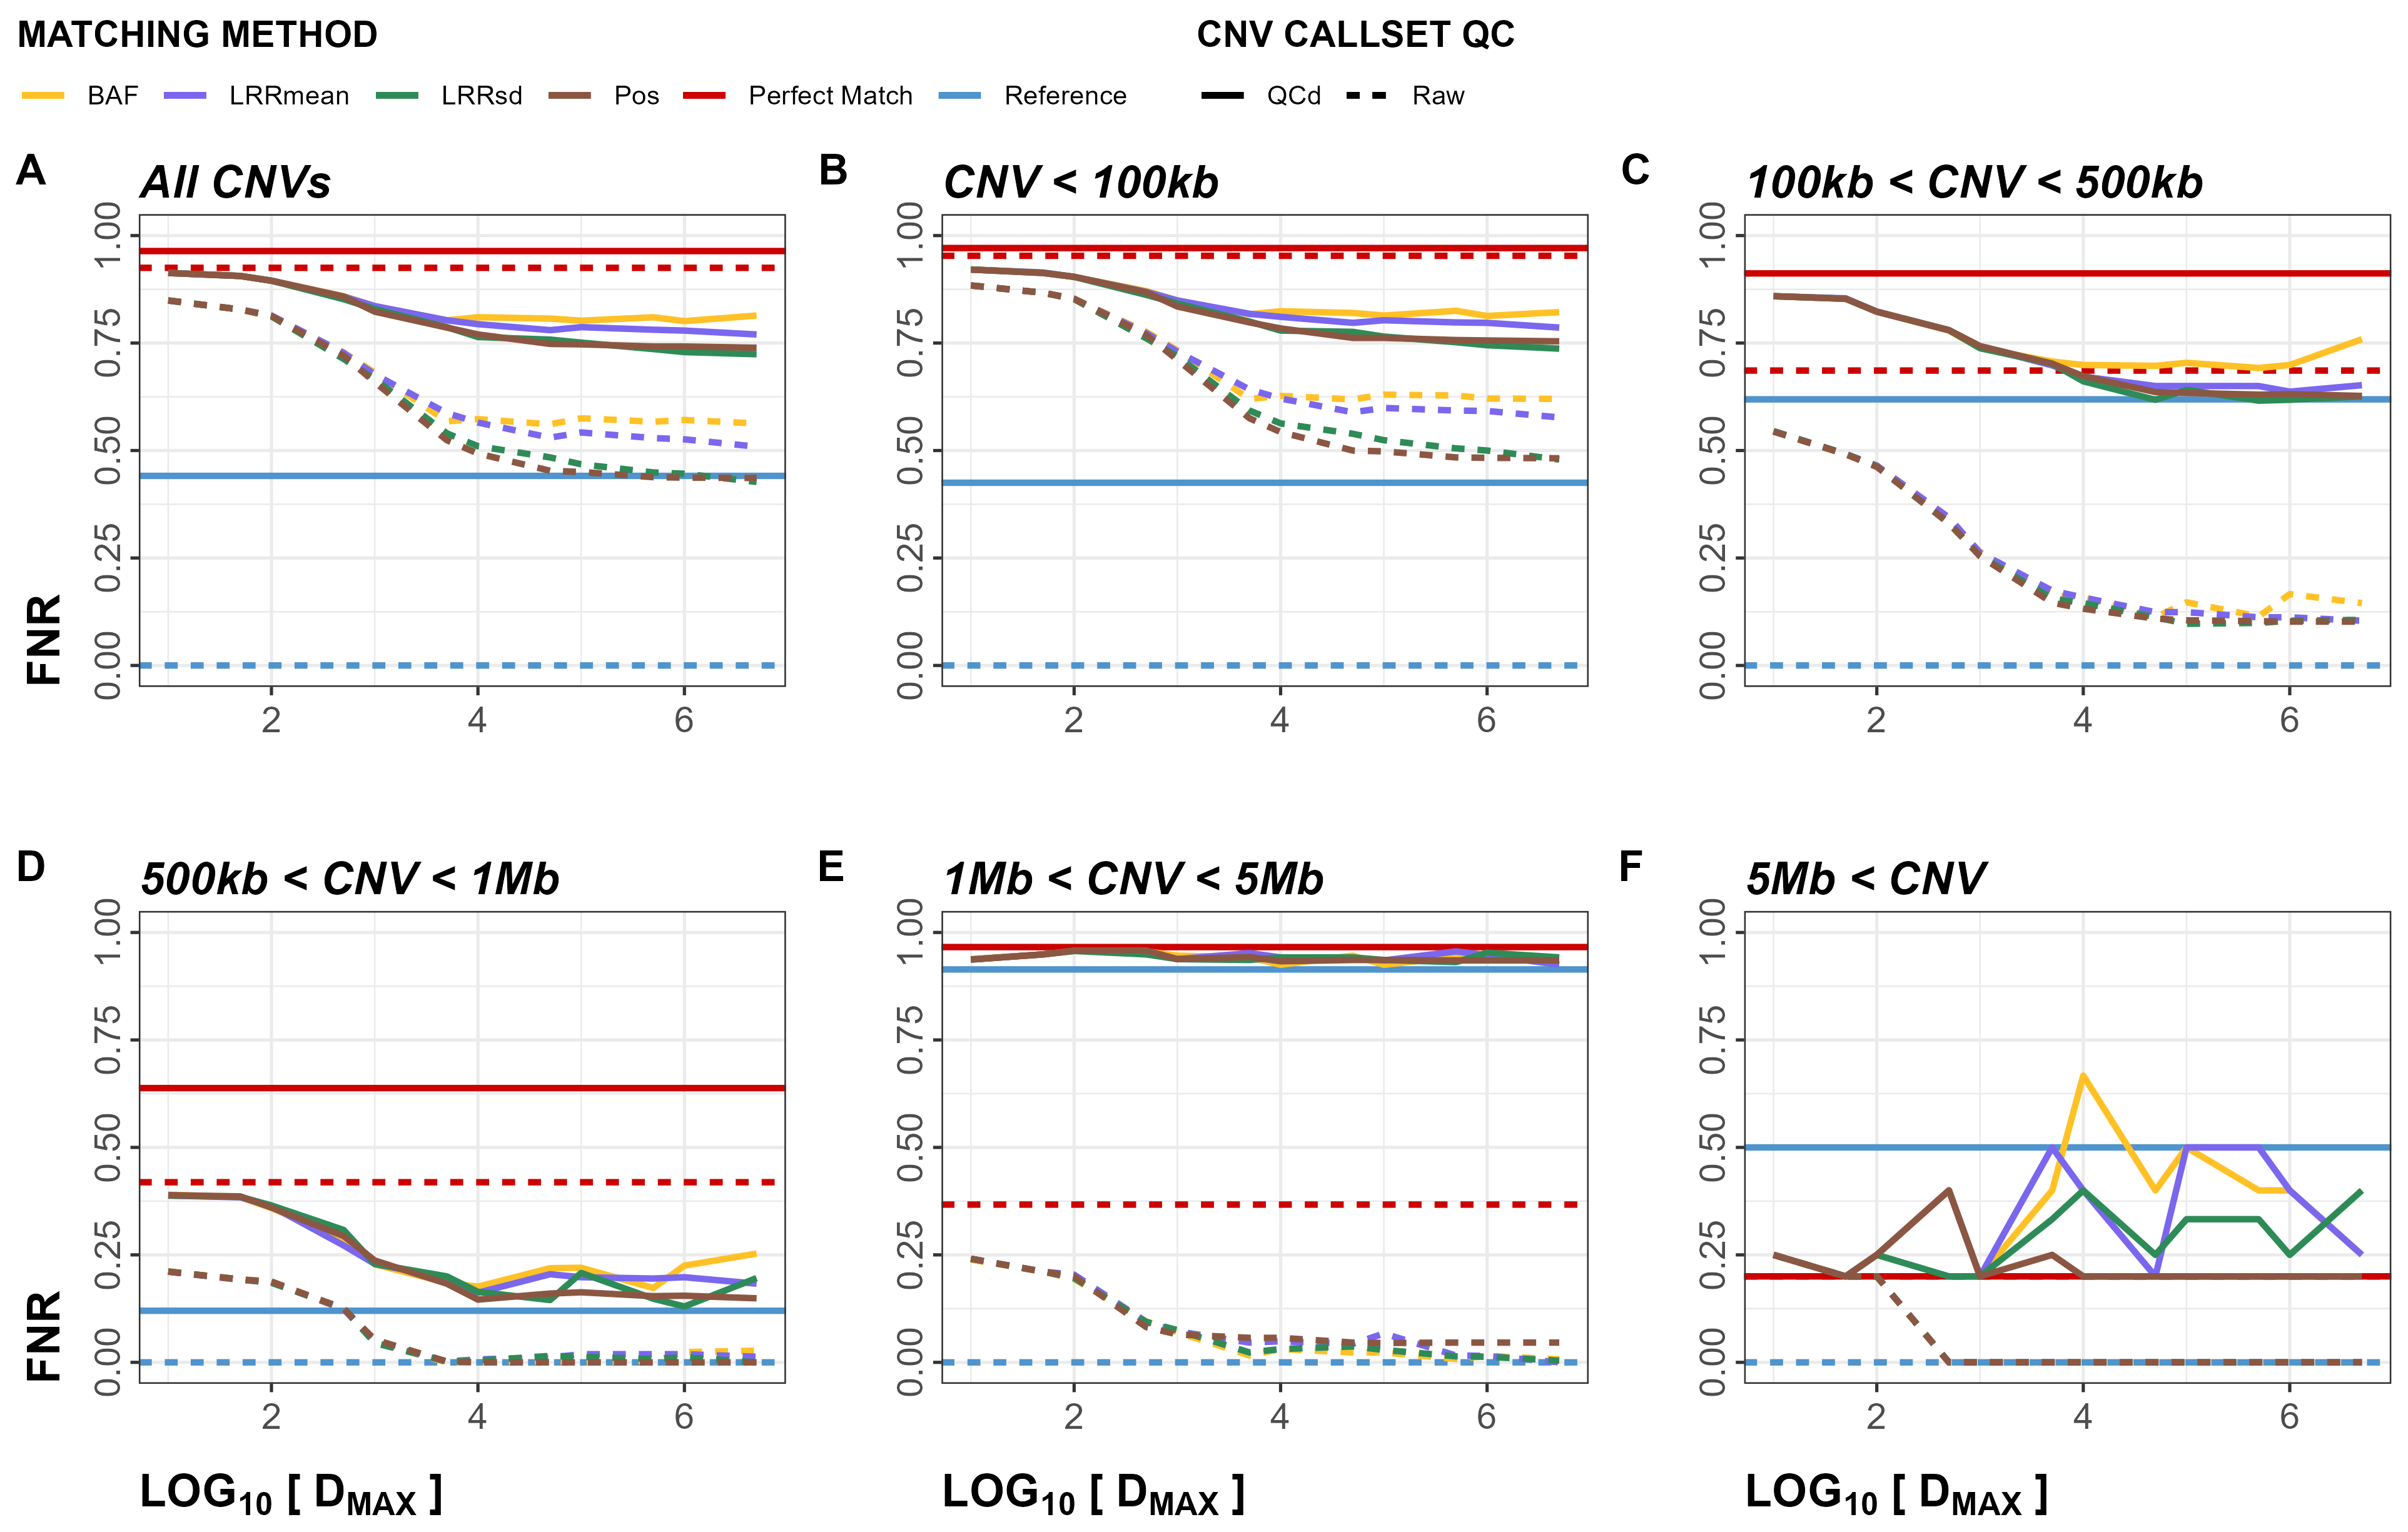 MATCHING METHOD CNV CALLSET QC
BAF LRRmean LRRsd Pos Perfect Match Reference QCd Raw
A All CNVs B CNV < 100kb C 100kb < CNV < 500kb
FNR
1.00 1.00 1.00
0.75 0.75 0.75
0.50 0.50 0.50
0.25 0.25 0.25
0.00 0.00 0.00
2 4 6 2 4 6 2 4 6
D 500kb < CNV < 1Mb E 1Mb < CNV < 5Mb F 5Mb < CNV
FNR
1.00 1.00 1.00
0.75 0.75 0.75
0.50 0.50 0.50
0.25 0.25 0.25
0.00 0.00 0.00
2 4 6 2 4 6 2 4 6
LOG10 [ DMAX ] LOG10 [ DMAX ] LOG10 [ DMAX ]